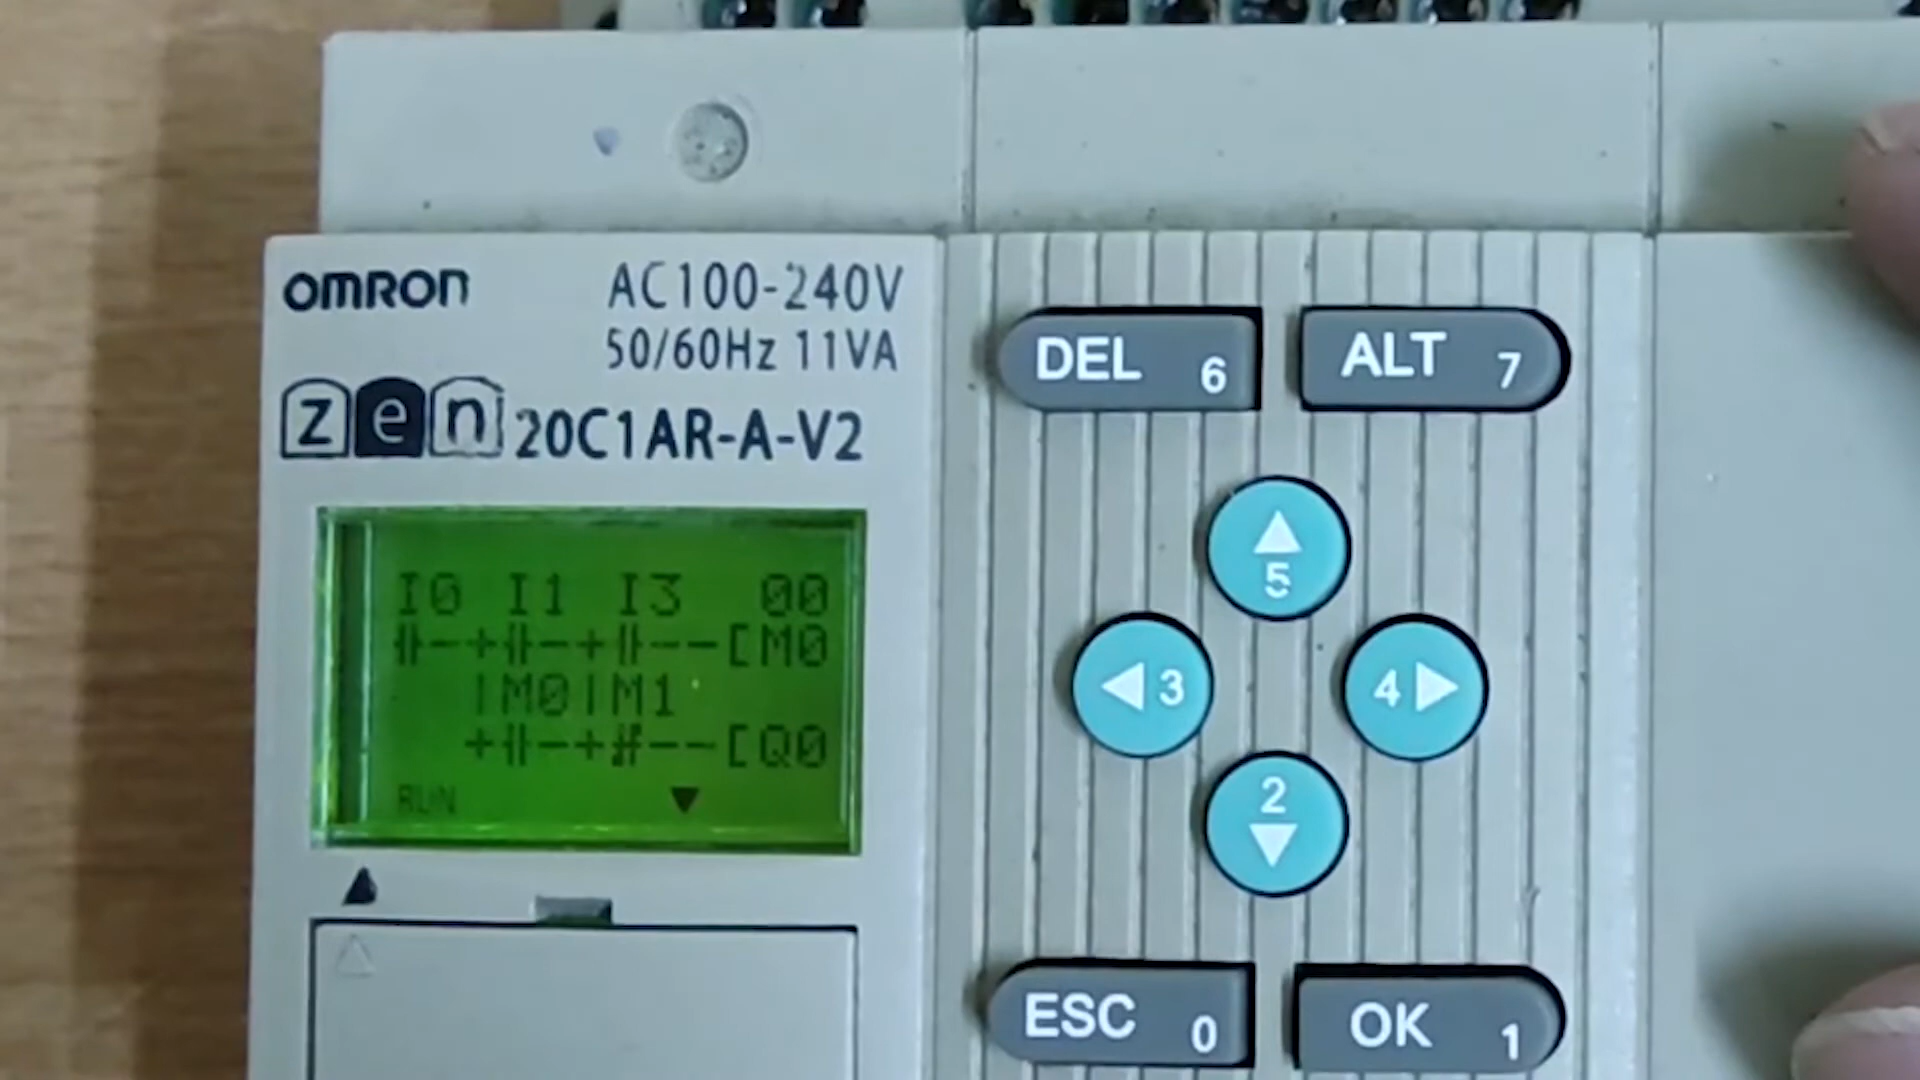 OMRON
AC100-240V
50/60Hz 11VA
zen 20C1AR-A-V2
I0 I1 I3 00
[M0
M0 M1
[Q0
RUN
DEL 6
ALT 7
5
3
4
2
ESC 0
OK 1